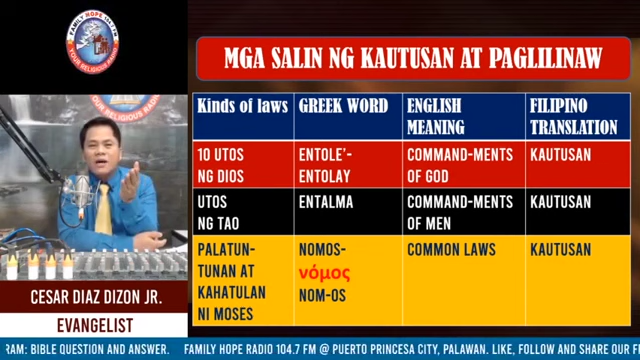 FAMILY HOPE
YOUR RELIGIOUS RADIO
MGA SALIN NG KAUTUSAN AT PAGLILINAW
Kinds of laws
GREEK WORD
ENGLISH
MEANING
FILIPINO
TRANSLATION
10 UTOS
NG DIOS
ENTOLE’-
ENTOLAY
COMMAND-MENTS
OF GOD
KAUTUSAN
UTOS
NG TAO
ENTALMA
COMMAND-MENTS
OF MEN
KAUTUSAN
PALATUN-
TUNAN AT
KAHATULAN
NI MOSES
NOMOS-
νόμος
NOM-OS
COMMON LAWS
KAUTUSAN
CESAR DIAZ DIZON JR.
EVANGELIST
RAM: BIBLE QUESTION AND ANSWER. FAMILY HOPE RADIO 104.7 FM @ PUERTO PRINCESA CITY, PALAWAN. LIKE, FOLLOW AND SHARE OUR F